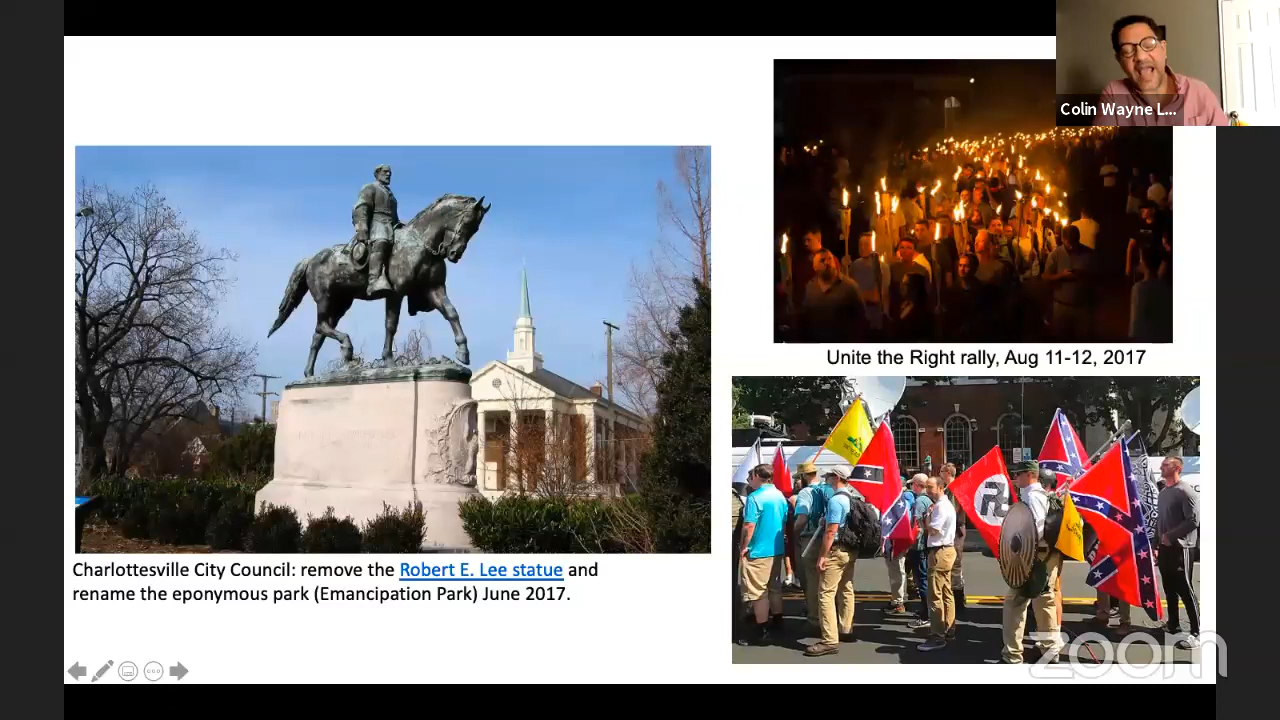 Colin Wayne L...
Unite the Right rally, Aug 11-12, 2017
Charlottesville City Council: remove the Robert E. Lee statue and
rename the eponymous park (Emancipation Park) June 2017.
zoom